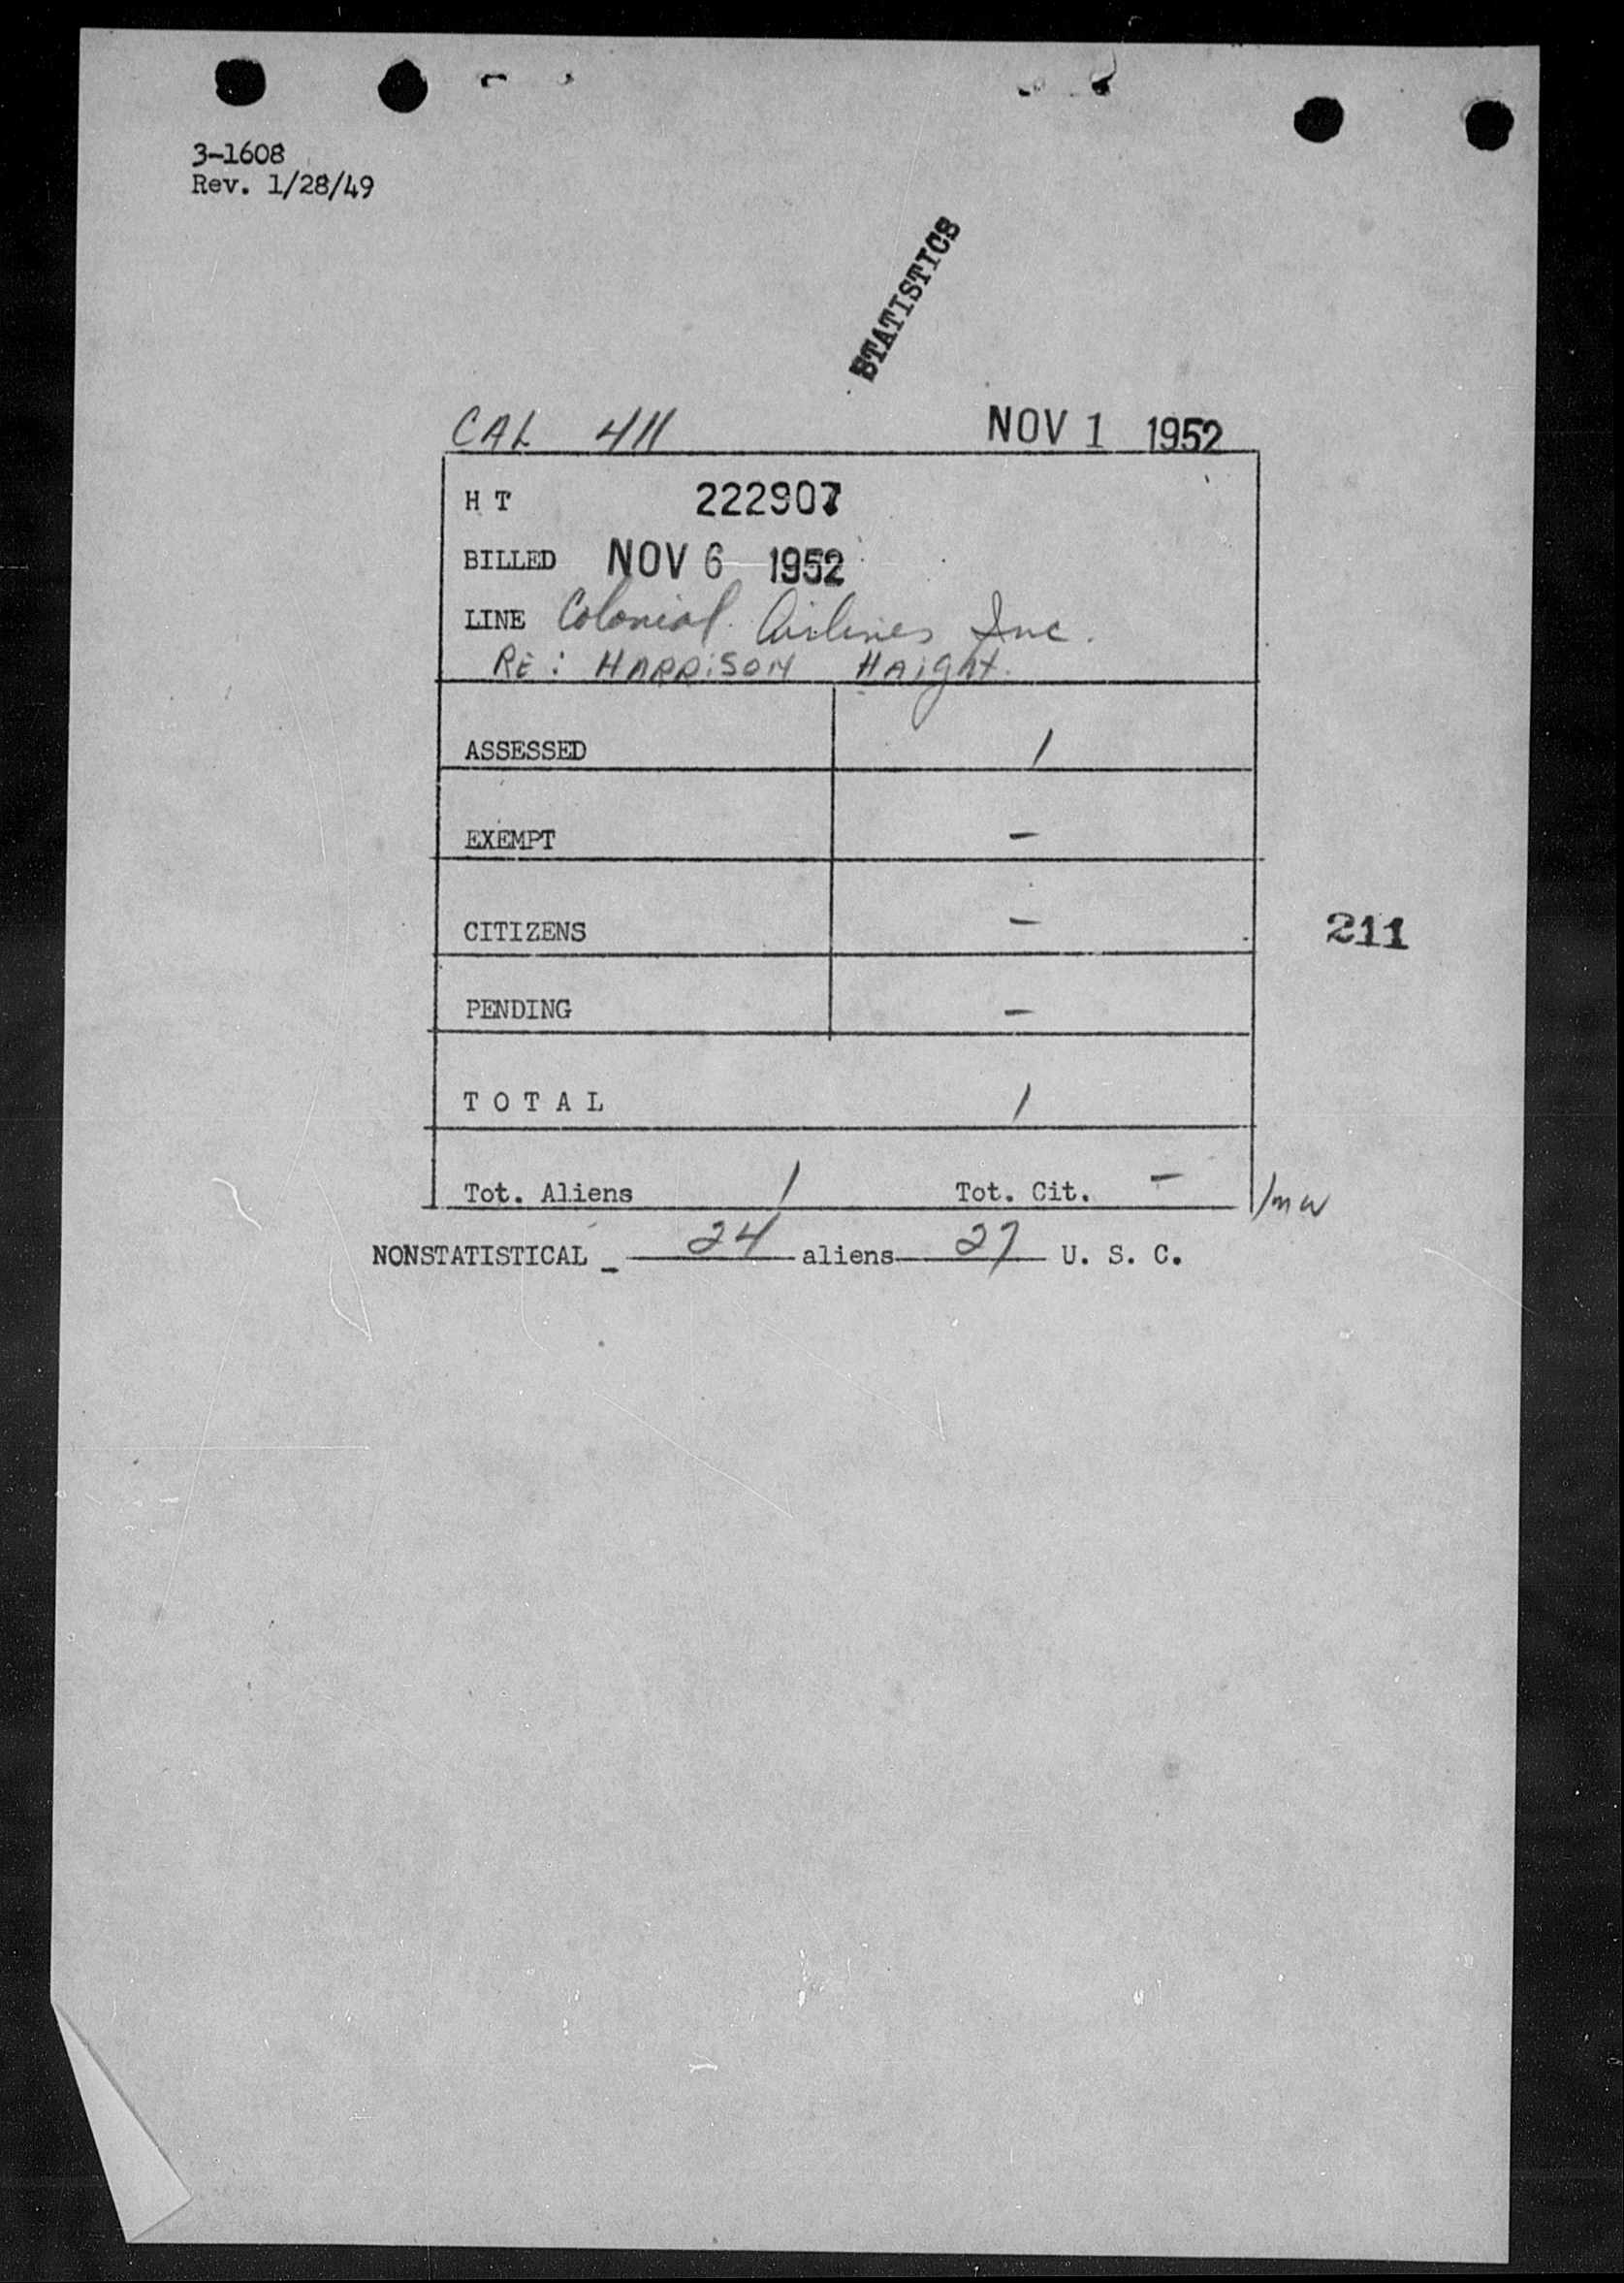 3-1608
Rev. 1/28/49
STATISTICS
CAL 411 NOV 1 1952
H T 222907
BILLED NOV 6 1952
LINE Colonial Airlines Inc.
RE: HARRISON HAIGHT.
ASSESSED 1
EXEMPT -
CITIZENS -
211
PENDING -
T O T A L 1
Tot. Aliens 1 Tot. Cit. - /mw
NONSTATISTICAL - 24 aliens 27 U. S. C.